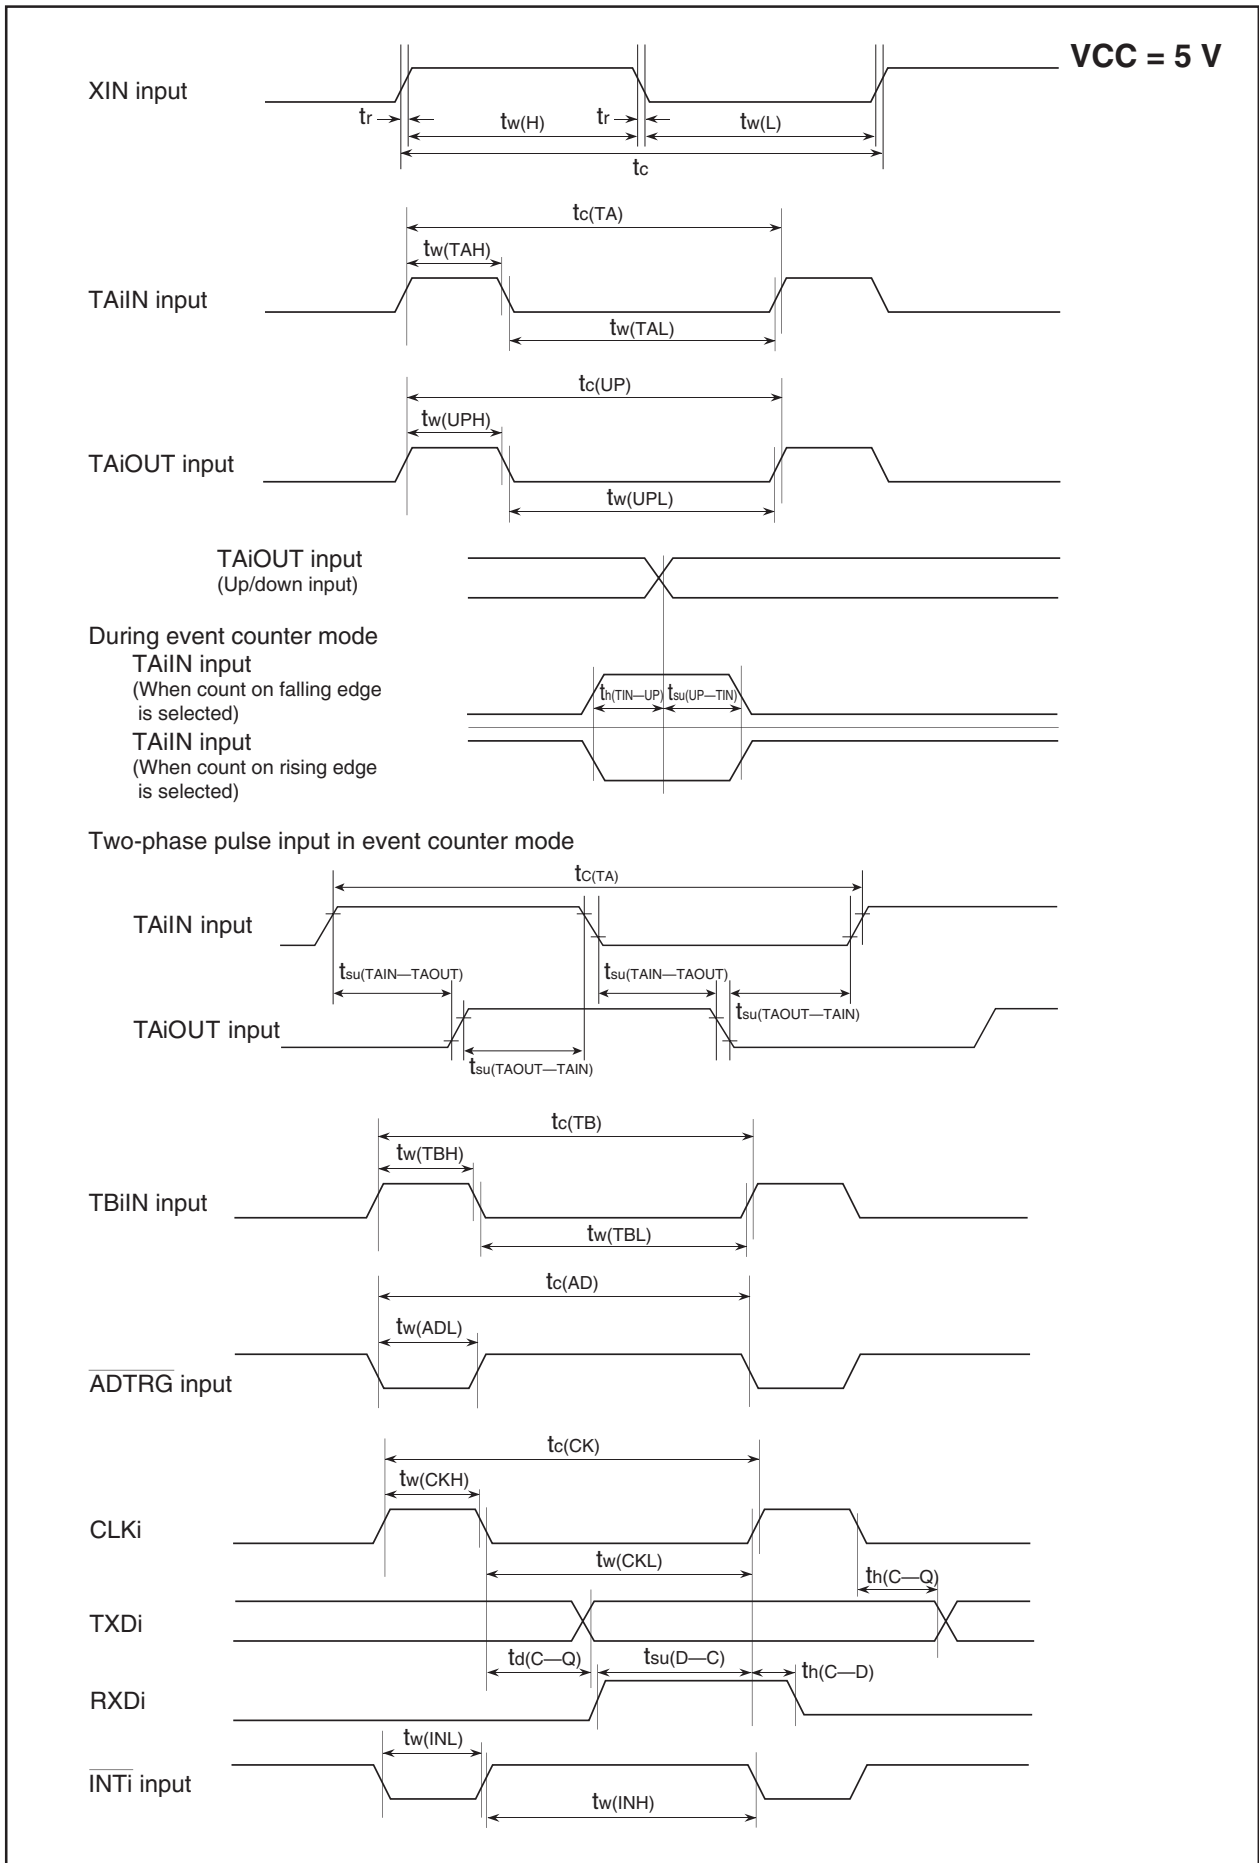 VCC = 5 V
XIN input
tr
tw(H)
tr
tw(L)
tc
tc(TA)
tw(TAH)
TAiIN input
tw(TAL)
tc(UP)
tw(UPH)
TAiOUT input
tw(UPL)
TAiOUT input
(Up/down input)
During event counter mode
TAiIN input
(When count on falling edge
is selected)
th(TIN—UP)
tsu(UP—TIN)
TAiIN input
(When count on rising edge
is selected)
Two-phase pulse input in event counter mode
tC(TA)
TAiIN input
tsu(TAIN—TAOUT)
tsu(TAIN—TAOUT)
tsu(TAOUT—TAIN)
TAiOUT input
tsu(TAOUT—TAIN)
tc(TB)
tw(TBH)
TBiIN input
tw(TBL)
tc(AD)
tw(ADL)
ADTRG input
tc(CK)
tw(CKH)
CLKi
tw(CKL)
th(C—Q)
TXDi
td(C—Q)
tsu(D—C)
th(C—D)
RXDi
tw(INL)
INTi input
tw(INH)